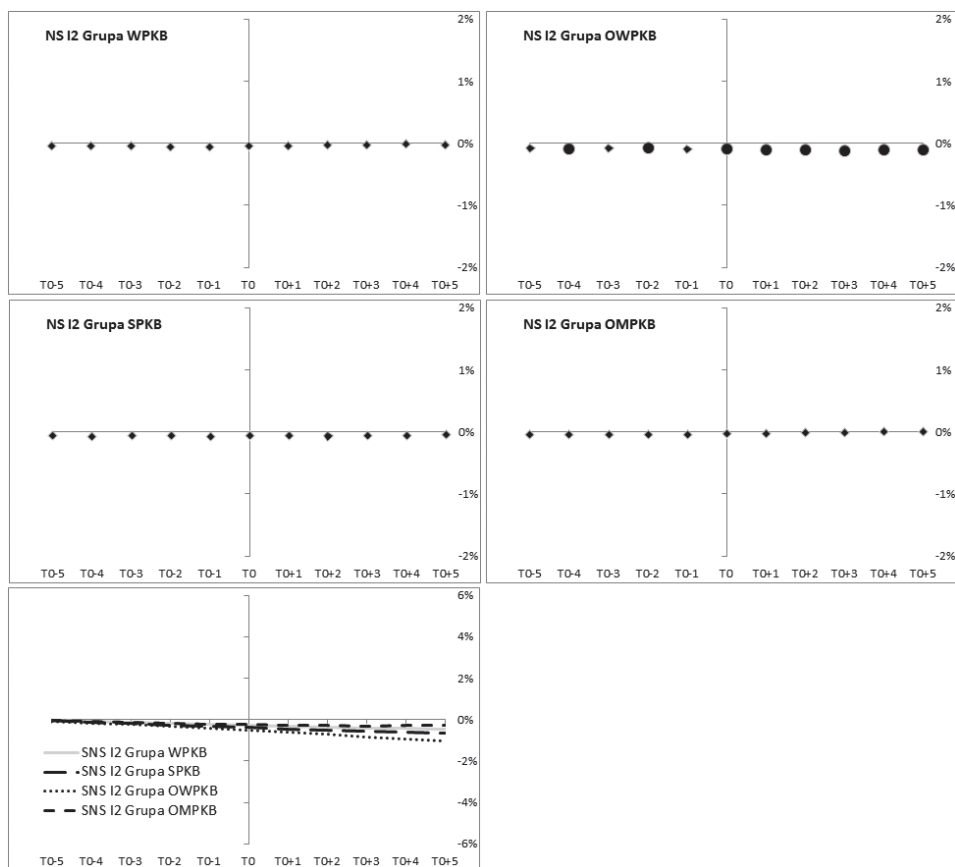 NS I2 Grupa WPKB
2%
1%
0%
-1%
-2%
T0-5 T0-4 T0-3 T0-2 T0-1 T0 T0+1 T0+2 T0+3 T0+4 T0+5
NS I2 Grupa OWPKB
2%
1%
0%
-1%
-2%
T0-5 T0-4 T0-3 T0-2 T0-1 T0 T0+1 T0+2 T0+3 T0+4 T0+5
NS I2 Grupa SPKB
2%
1%
0%
-1%
-2%
T0-5 T0-4 T0-3 T0-2 T0-1 T0 T0+1 T0+2 T0+3 T0+4 T0+5
NS I2 Grupa OMPKB
2%
1%
0%
-1%
-2%
T0-5 T0-4 T0-3 T0-2 T0-1 T0 T0+1 T0+2 T0+3 T0+4 T0+5
6%
4%
2%
0%
-2%
-4%
-6%
SNS I2 Grupa WPKB
SNS I2 Grupa SPKB
SNS I2 Grupa OWPKB
SNS I2 Grupa OMPKB
T0-5 T0-4 T0-3 T0-2 T0-1 T0 T0+1 T0+2 T0+3 T0+4 T0+5